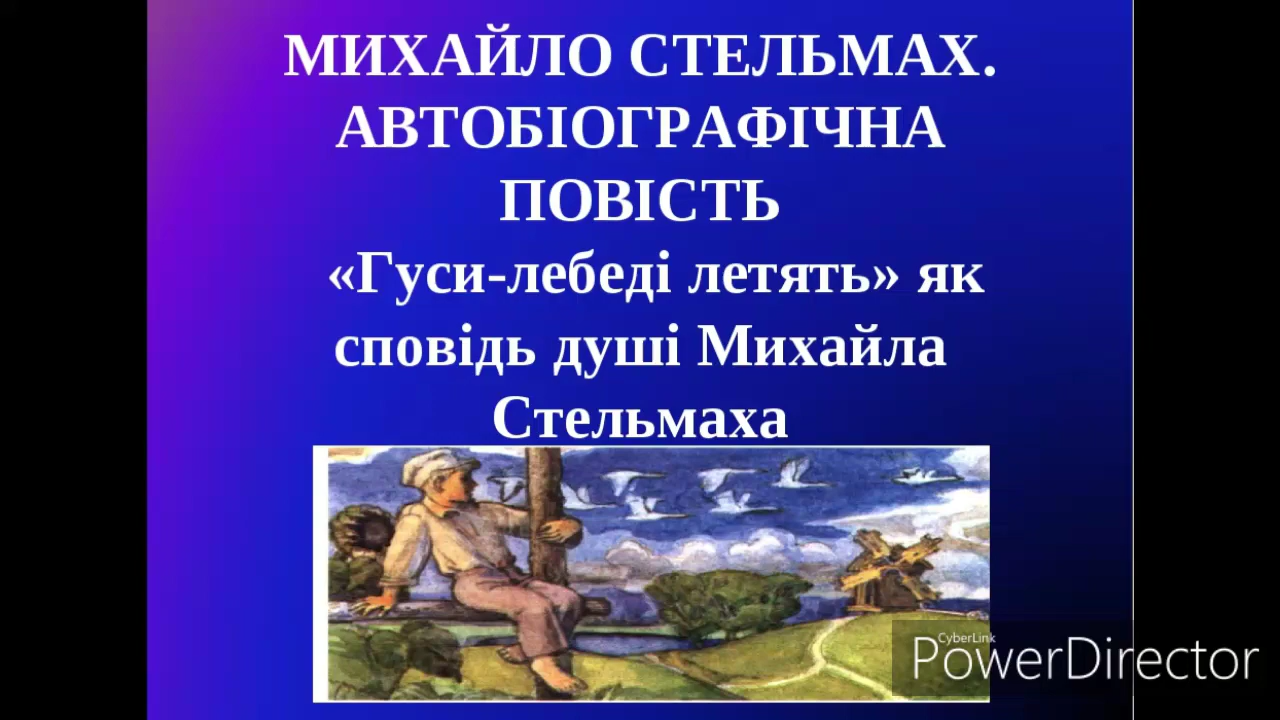 МИХАЙЛО СТЕЛЬМАХ.
АВТОБІОГРАФІЧНА
ПОВІСТЬ
«Гуси-лебеді летять» як
сповідь душі Михайла
Стельмаха
CyberLink
PowerDirector